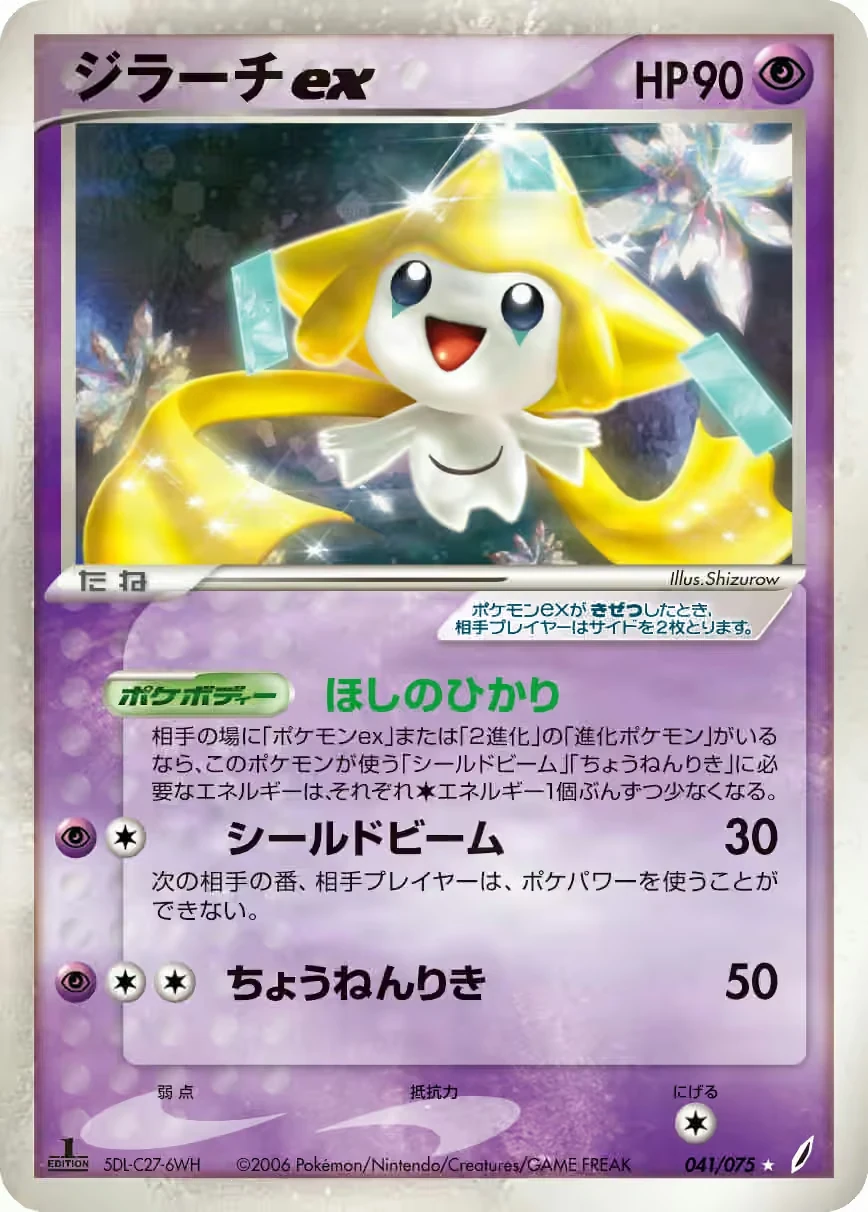 ジラーチex HP90
たね
Illus.Shizurow
ポケモンexが きぜつしたとき、
相手プレイヤーはサイドを2枚とります。
ポケボディー ほしのひかり
相手の場に「ポケモンex」または「2進化」の「進化ポケモン」がいる
なら、このポケモンが使う「シールドビーム」「ちょうねんりき」に必
要なエネルギーは、それぞれ✶エネルギー1個ぶんずつ少なくなる。
シールドビーム 30
次の相手の番、相手プレイヤーは、ポケパワーを使うことが
できない。
ちょうねんりき 50
弱点 抵抗力 にげる
1 EDITION 5DL-C27-6WH ©2006 Pokémon/Nintendo/Creatures/GAME FREAK 041/075 ★